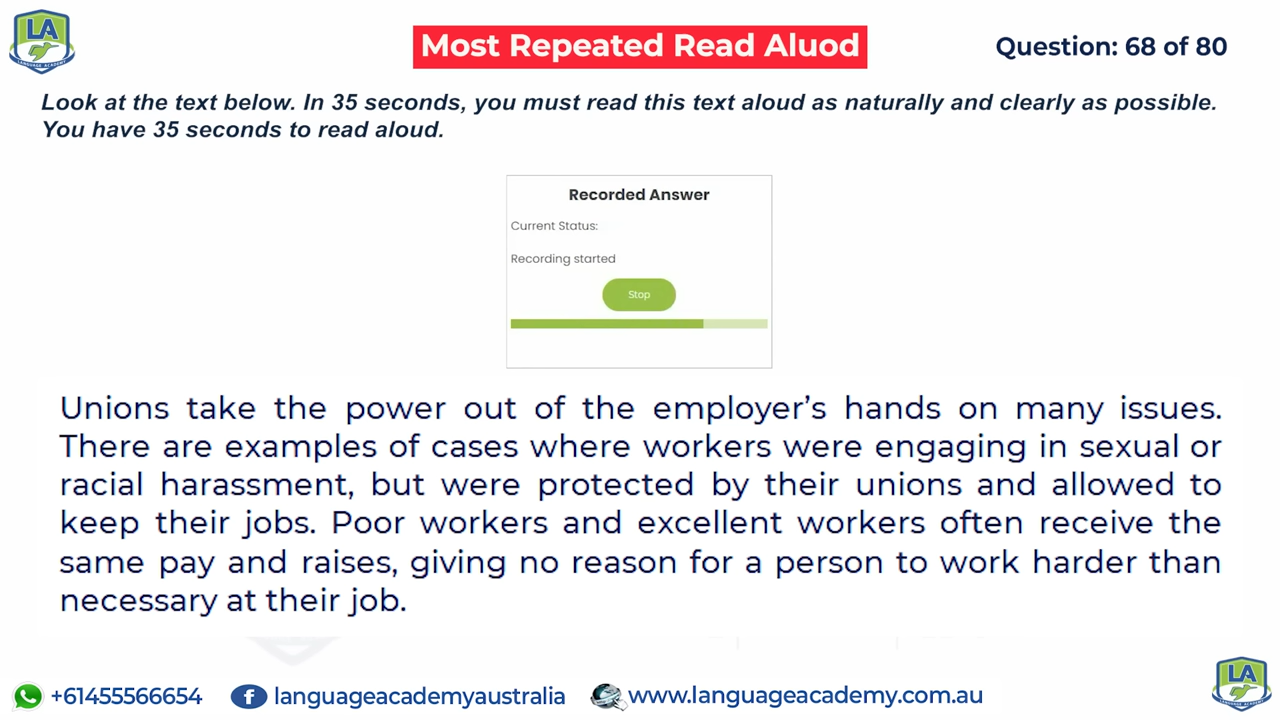 LA
LANGUAGE ACADEMY
Most Repeated Read Aluod
Question: 68 of 80
Look at the text below. In 35 seconds, you must read this text aloud as naturally and clearly as possible.
You have 35 seconds to read aloud.
Recorded Answer
Current Status:
Recording started
Stop
Unions take the power out of the employer’s hands on many issues.
There are examples of cases where workers were engaging in sexual or
racial harassment, but were protected by their unions and allowed to
keep their jobs. Poor workers and excellent workers often receive the
same pay and raises, giving no reason for a person to work harder than
necessary at their job.
+61455566654
languageacademyaustralia
www.languageacademy.com.au
LA
LANGUAGE ACADEMY